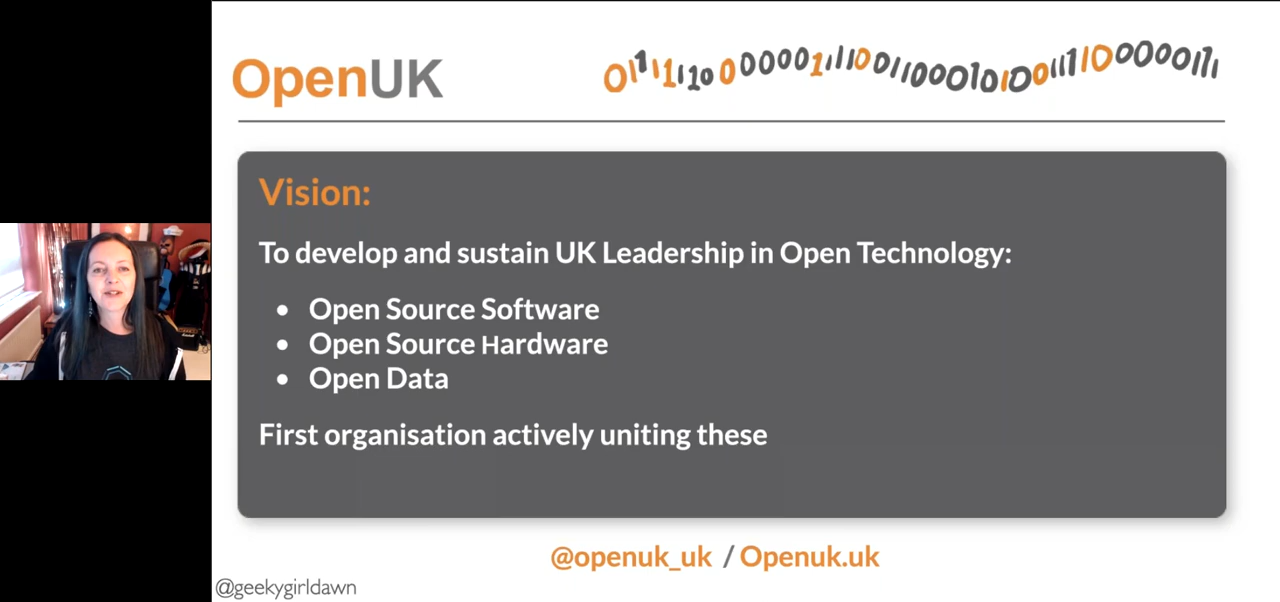 OpenUK
Vision:
To develop and sustain UK Leadership in Open Technology:
• Open Source Software
• Open Source Hardware
• Open Data
First organisation actively uniting these
@openuk_uk / Openuk.uk
@geekygirldawn